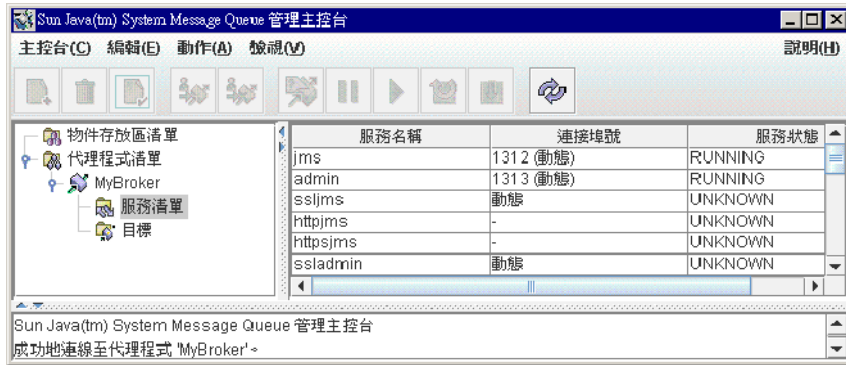 Sun Java(tm) System Message Queue 管理主控台
主控台(C) 編輯(E) 動作(A) 檢視(V) 說明(H)
物件存放區清單
代理程式清單
MyBroker
服務清單
目標
服務名稱 連接埠號 服務狀態
jms 1312 (動態) RUNNING
admin 1313 (動態) RUNNING
ssljms 動態 UNKNOWN
httpjms - UNKNOWN
httpsjms - UNKNOWN
ssladmin 動態 UNKNOWN
Sun Java(tm) System Message Queue 管理主控台
成功地連線至代理程式 'MyBroker'。